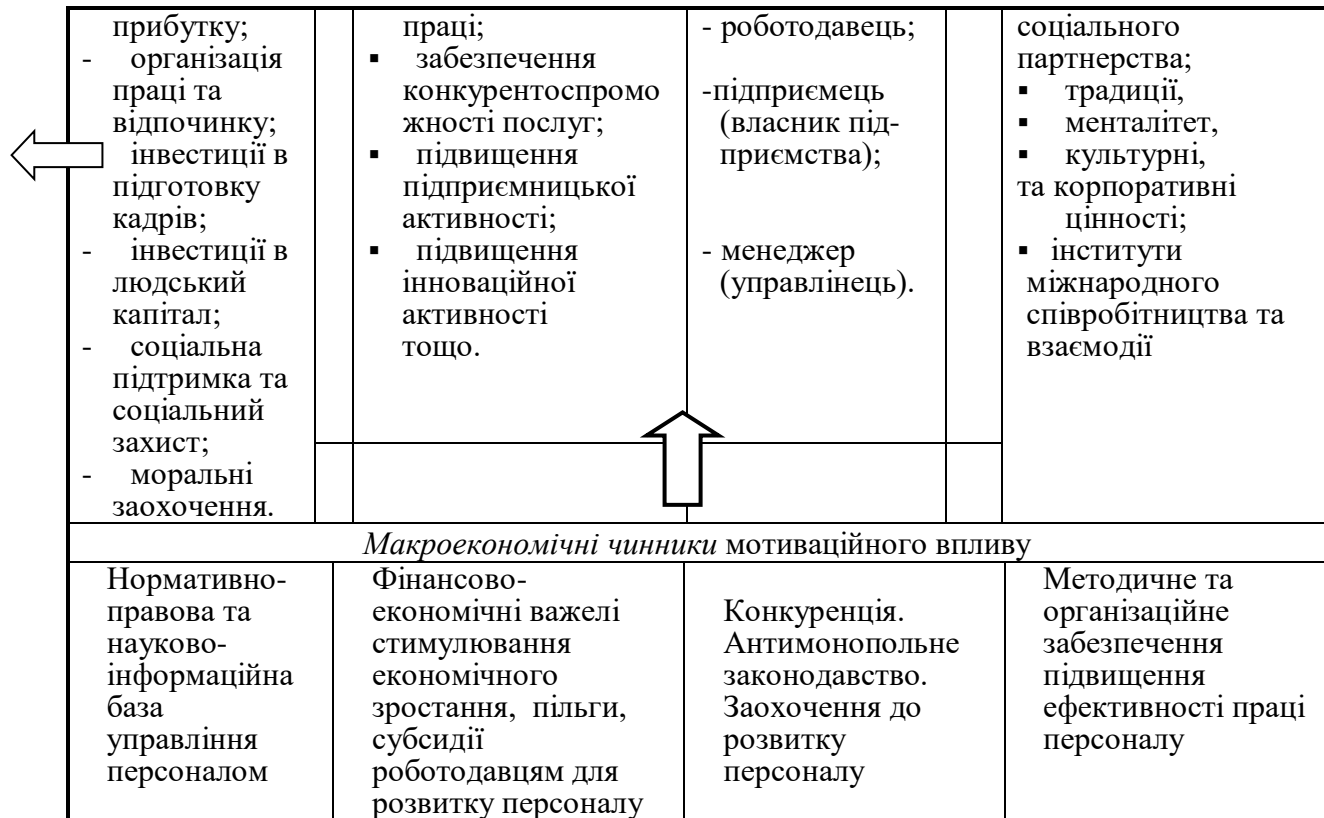 прибутку;
- організація
праці та
відпочинку;
інвестиції в
підготовку
кадрів;
- інвестиції в
людський
капітал;
- соціальна
підтримка та
соціальний
захист;
- моральні
заохочення.
праці;
▪ забезпечення
конкурентоспромо
жності послуг;
▪ підвищення
підприємницької
активності;
▪ підвищення
інноваційної
активності
тощо.
- роботодавець;
-підприємець
(власник під-
приємства);
- менеджер
(управлінець).
соціального
партнерства;
▪ традиції,
▪ менталітет,
▪ культурні,
та корпоративні
цінності;
▪ інститути
міжнародного
співробітництва та
взаємодії
Макроекономічні чинники мотиваційного впливу
Нормативно-
правова та
науково-
інформаційна
база
управління
персоналом
Фінансово-
економічні важелі
стимулювання
економічного
зростання, пільги,
субсидії
роботодавцям для
розвитку персоналу
Конкуренція.
Антимонопольне
законодавство.
Заохочення до
розвитку
персоналу
Методичне та
організаційне
забезпечення
підвищення
ефективності праці
персоналу